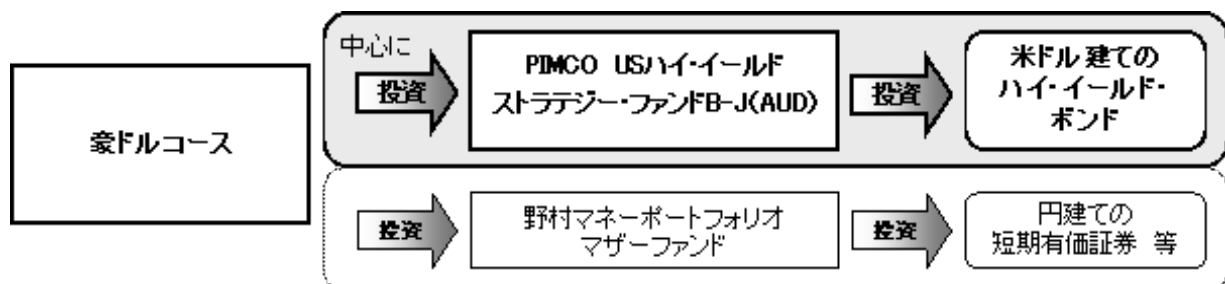 豪ドルコース
中心に
投資
PIMCO USハイ・イールド
ストラテジー・ファンドB-J(AUD)
投資
米ドル建ての
ハイ・イールド・
ボンド
投資
野村マネーポートフォリオ
マザーファンド
投資
円建ての
短期有価証券 等